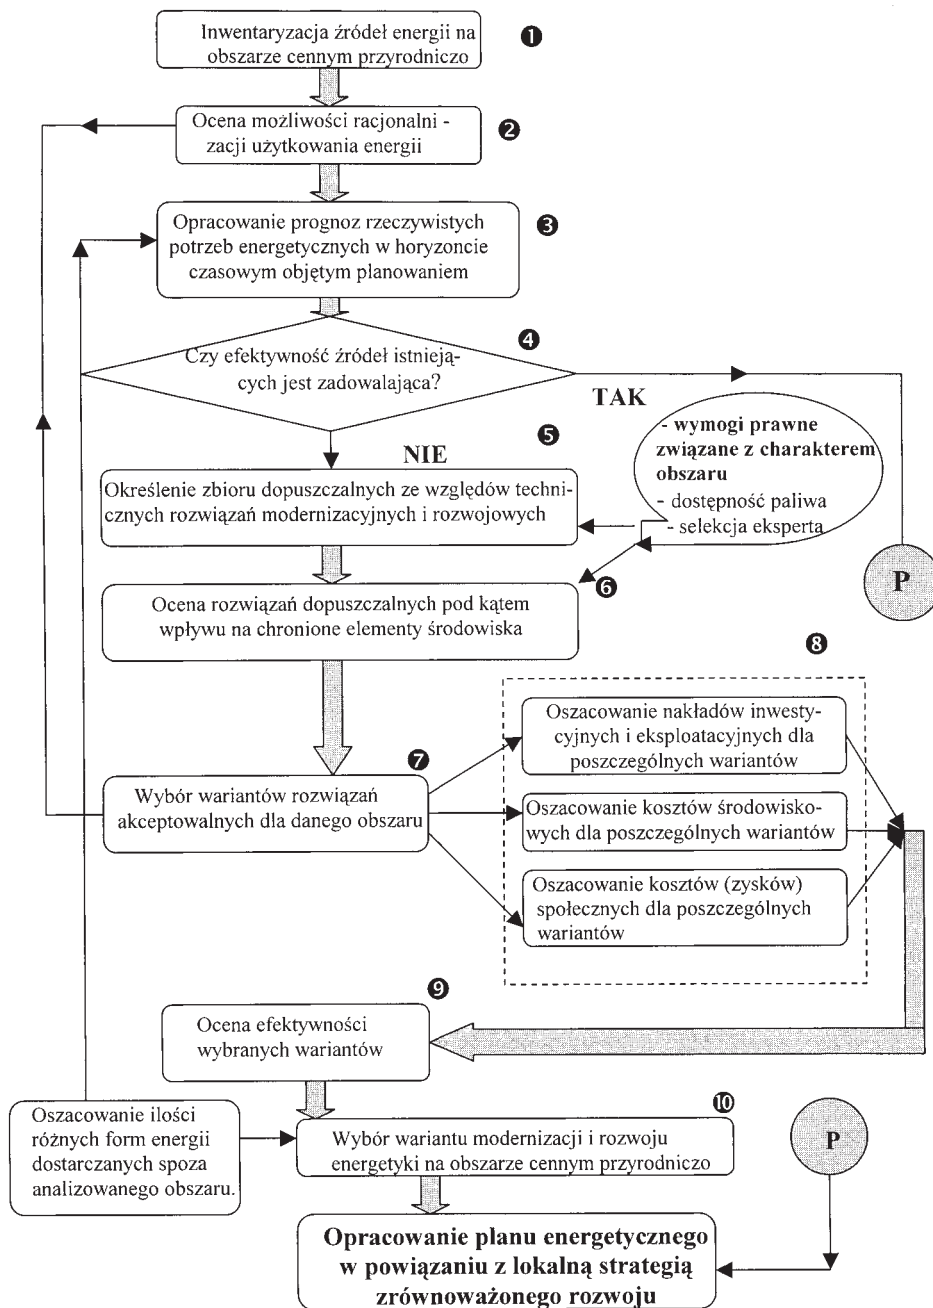 Inwentaryzacja źródeł energii na
obszarze cennym przyrodniczo
❶
Ocena możliwości racjonalni -
zacji użytkowania energii
❷
Opracowanie prognoz rzeczywistych
potrzeb energetycznych w horyzoncie
czasowym objętym planowaniem
❸
Czy efektywność źródeł istnieją-
cych jest zadowalająca?
❹
TAK
NIE
❺
- wymogi prawne
związane z charakterem
obszaru
- dostępność paliwa
- selekcja eksperta
Określenie zbioru dopuszczalnych ze względów techni-
cznych rozwiązań modernizacyjnych i rozwojowych
P
❻
Ocena rozwiązań dopuszczalnych pod kątem
wpływu na chronione elementy środowiska
❼
Wybór wariantów rozwiązań
akceptowalnych dla danego obszaru
❽
Oszacowanie nakładów inwesty-
cyjnych i eksploatacyjnych dla
poszczególnych wariantów
Oszacowanie kosztów środowisko-
wych dla poszczególnych wariantów
Oszacowanie kosztów (zysków)
społecznych dla poszczególnych
wariantów
❾
Ocena efektywności
wybranych wariantów
Oszacowanie ilości
różnych form energii
dostarczanych spoza
analizowanego obszaru.
❿
Wybór wariantu modernizacji i rozwoju
energetyki na obszarze cennym przyrodniczo
P
Opracowanie planu energetycznego
w powiązaniu z lokalną strategią
zrównoważonego rozwoju